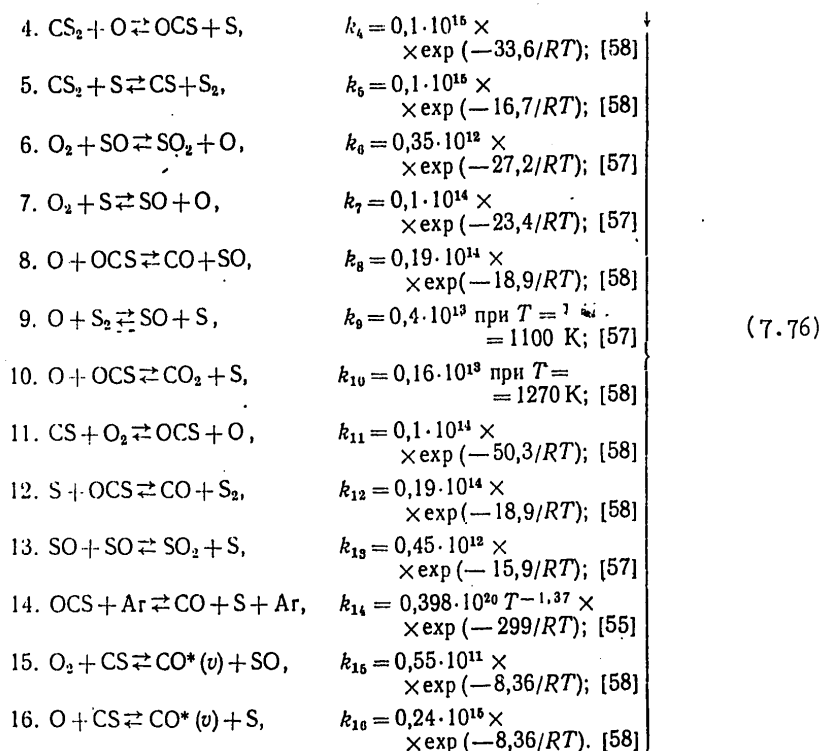 4. CS₂ + O ⇄ OCS + S, k₄ = 0,1·10¹⁵ ×
× exp (—33,6/RT); [58]
5. CS₂ + S ⇄ CS + S₂, k₅ = 0,1·10¹⁵ ×
× exp (—16,7/RT); [58]
6. O₂ + SO ⇄ SO₂ + O, k₆ = 0,35·10¹² ×
× exp (—27,2/RT); [57]
7. O₂ + S ⇄ SO + O, k₇ = 0,1·10¹⁴ ×
× exp (—23,4/RT); [57]
8. O + OCS ⇄ CO + SO, k₈ = 0,19·10¹⁴ ×
× exp(—18,9/RT); [58]
9. O + S₂ ⇄ SO + S, k₉ = 0,4·10¹³ при T =
= 1100 K; [57]
(7.76)
10. O + OCS ⇄ CO₂ + S, k₁₀ = 0,16·10¹³ при T =
= 1270 K; [58]
11. CS + O₂ ⇄ OCS + O, k₁₁ = 0,1·10¹⁴ ×
× exp (—50,3/RT); [58]
12. S + OCS ⇄ CO + S₂, k₁₂ = 0,19·10¹⁴ ×
× exp(—18,9/RT); [58]
13. SO + SO ⇄ SO₂ + S, k₁₃ = 0,45·10¹² ×
× exp (— 15,9/RT); [57]
14. OCS + Ar ⇄ CO + S + Ar, k₁₄ = 0,398·10²⁰ T⁻¹,³⁷ ×
× exp (—299/RT); [55]
15. O₂ + CS ⇄ CO* (v) + SO, k₁₅ = 0,55·10¹¹ ×
× exp (—8,36/RT); [58]
16. O + CS ⇄ CO* (v) + S, k₁₆ = 0,24·10¹⁵ ×
× exp (—8,36/RT). [58]